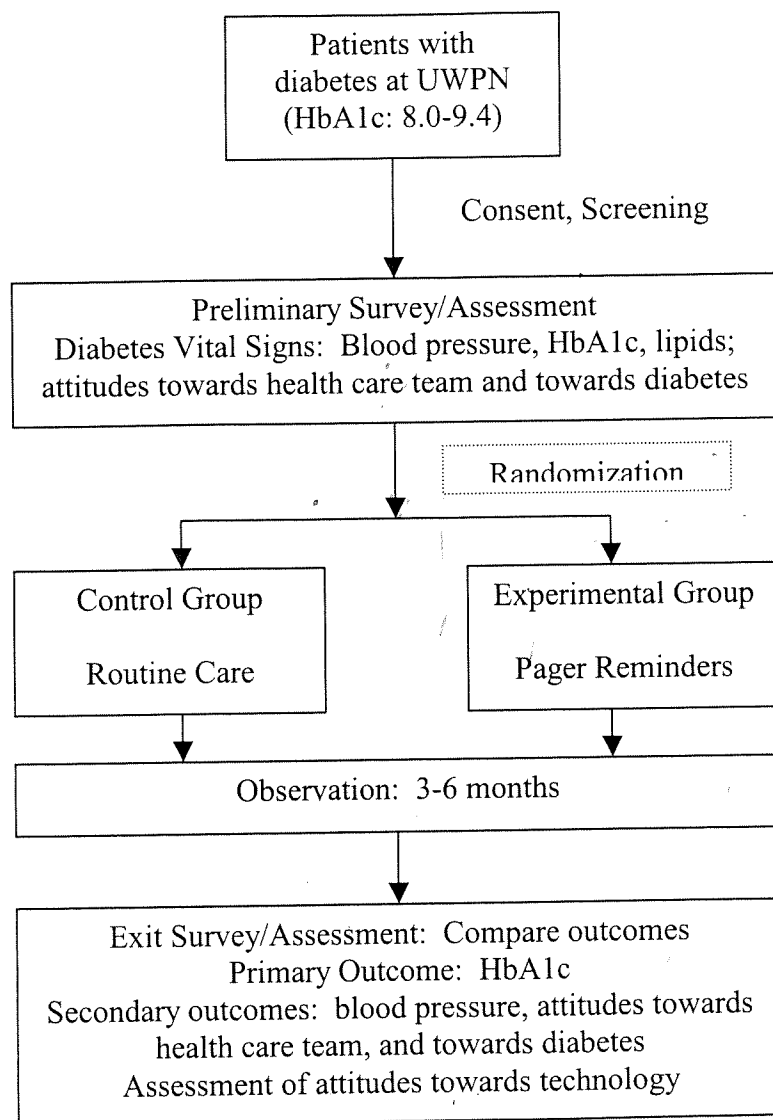 Patients with
diabetes at UWPN
(HbA1c: 8.0-9.4)
Consent, Screening
Preliminary Survey/Assessment
Diabetes Vital Signs: Blood pressure, HbA1c, lipids;
attitudes towards health care team and towards diabetes
Randomization
Control Group
Routine Care
Experimental Group
Pager Reminders
Observation: 3-6 months
Exit Survey/Assessment: Compare outcomes
Primary Outcome: HbA1c
Secondary outcomes: blood pressure, attitudes towards
health care team, and towards diabetes
Assessment of attitudes towards technology